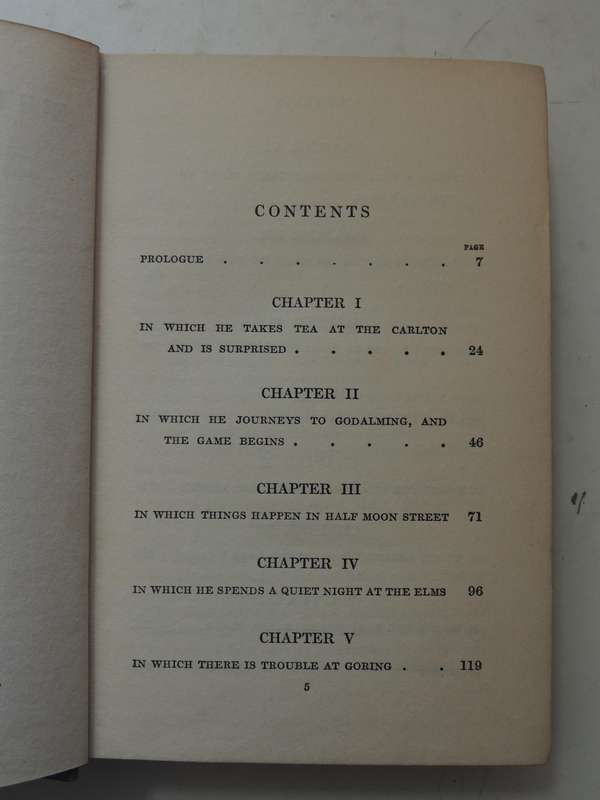 CONTENTS
PAGE
PROLOGUE . . . . . . . 7
CHAPTER I
IN WHICH HE TAKES TEA AT THE CARLTON
AND IS SURPRISED . . . . . 24
CHAPTER II
IN WHICH HE JOURNEYS TO GODALMING, AND
THE GAME BEGINS . . . . . 46
CHAPTER III
IN WHICH THINGS HAPPEN IN HALF MOON STREET 71
CHAPTER IV
IN WHICH HE SPENDS A QUIET NIGHT AT THE ELMS 96
CHAPTER V
IN WHICH THERE IS TROUBLE AT GORING . . 119
5